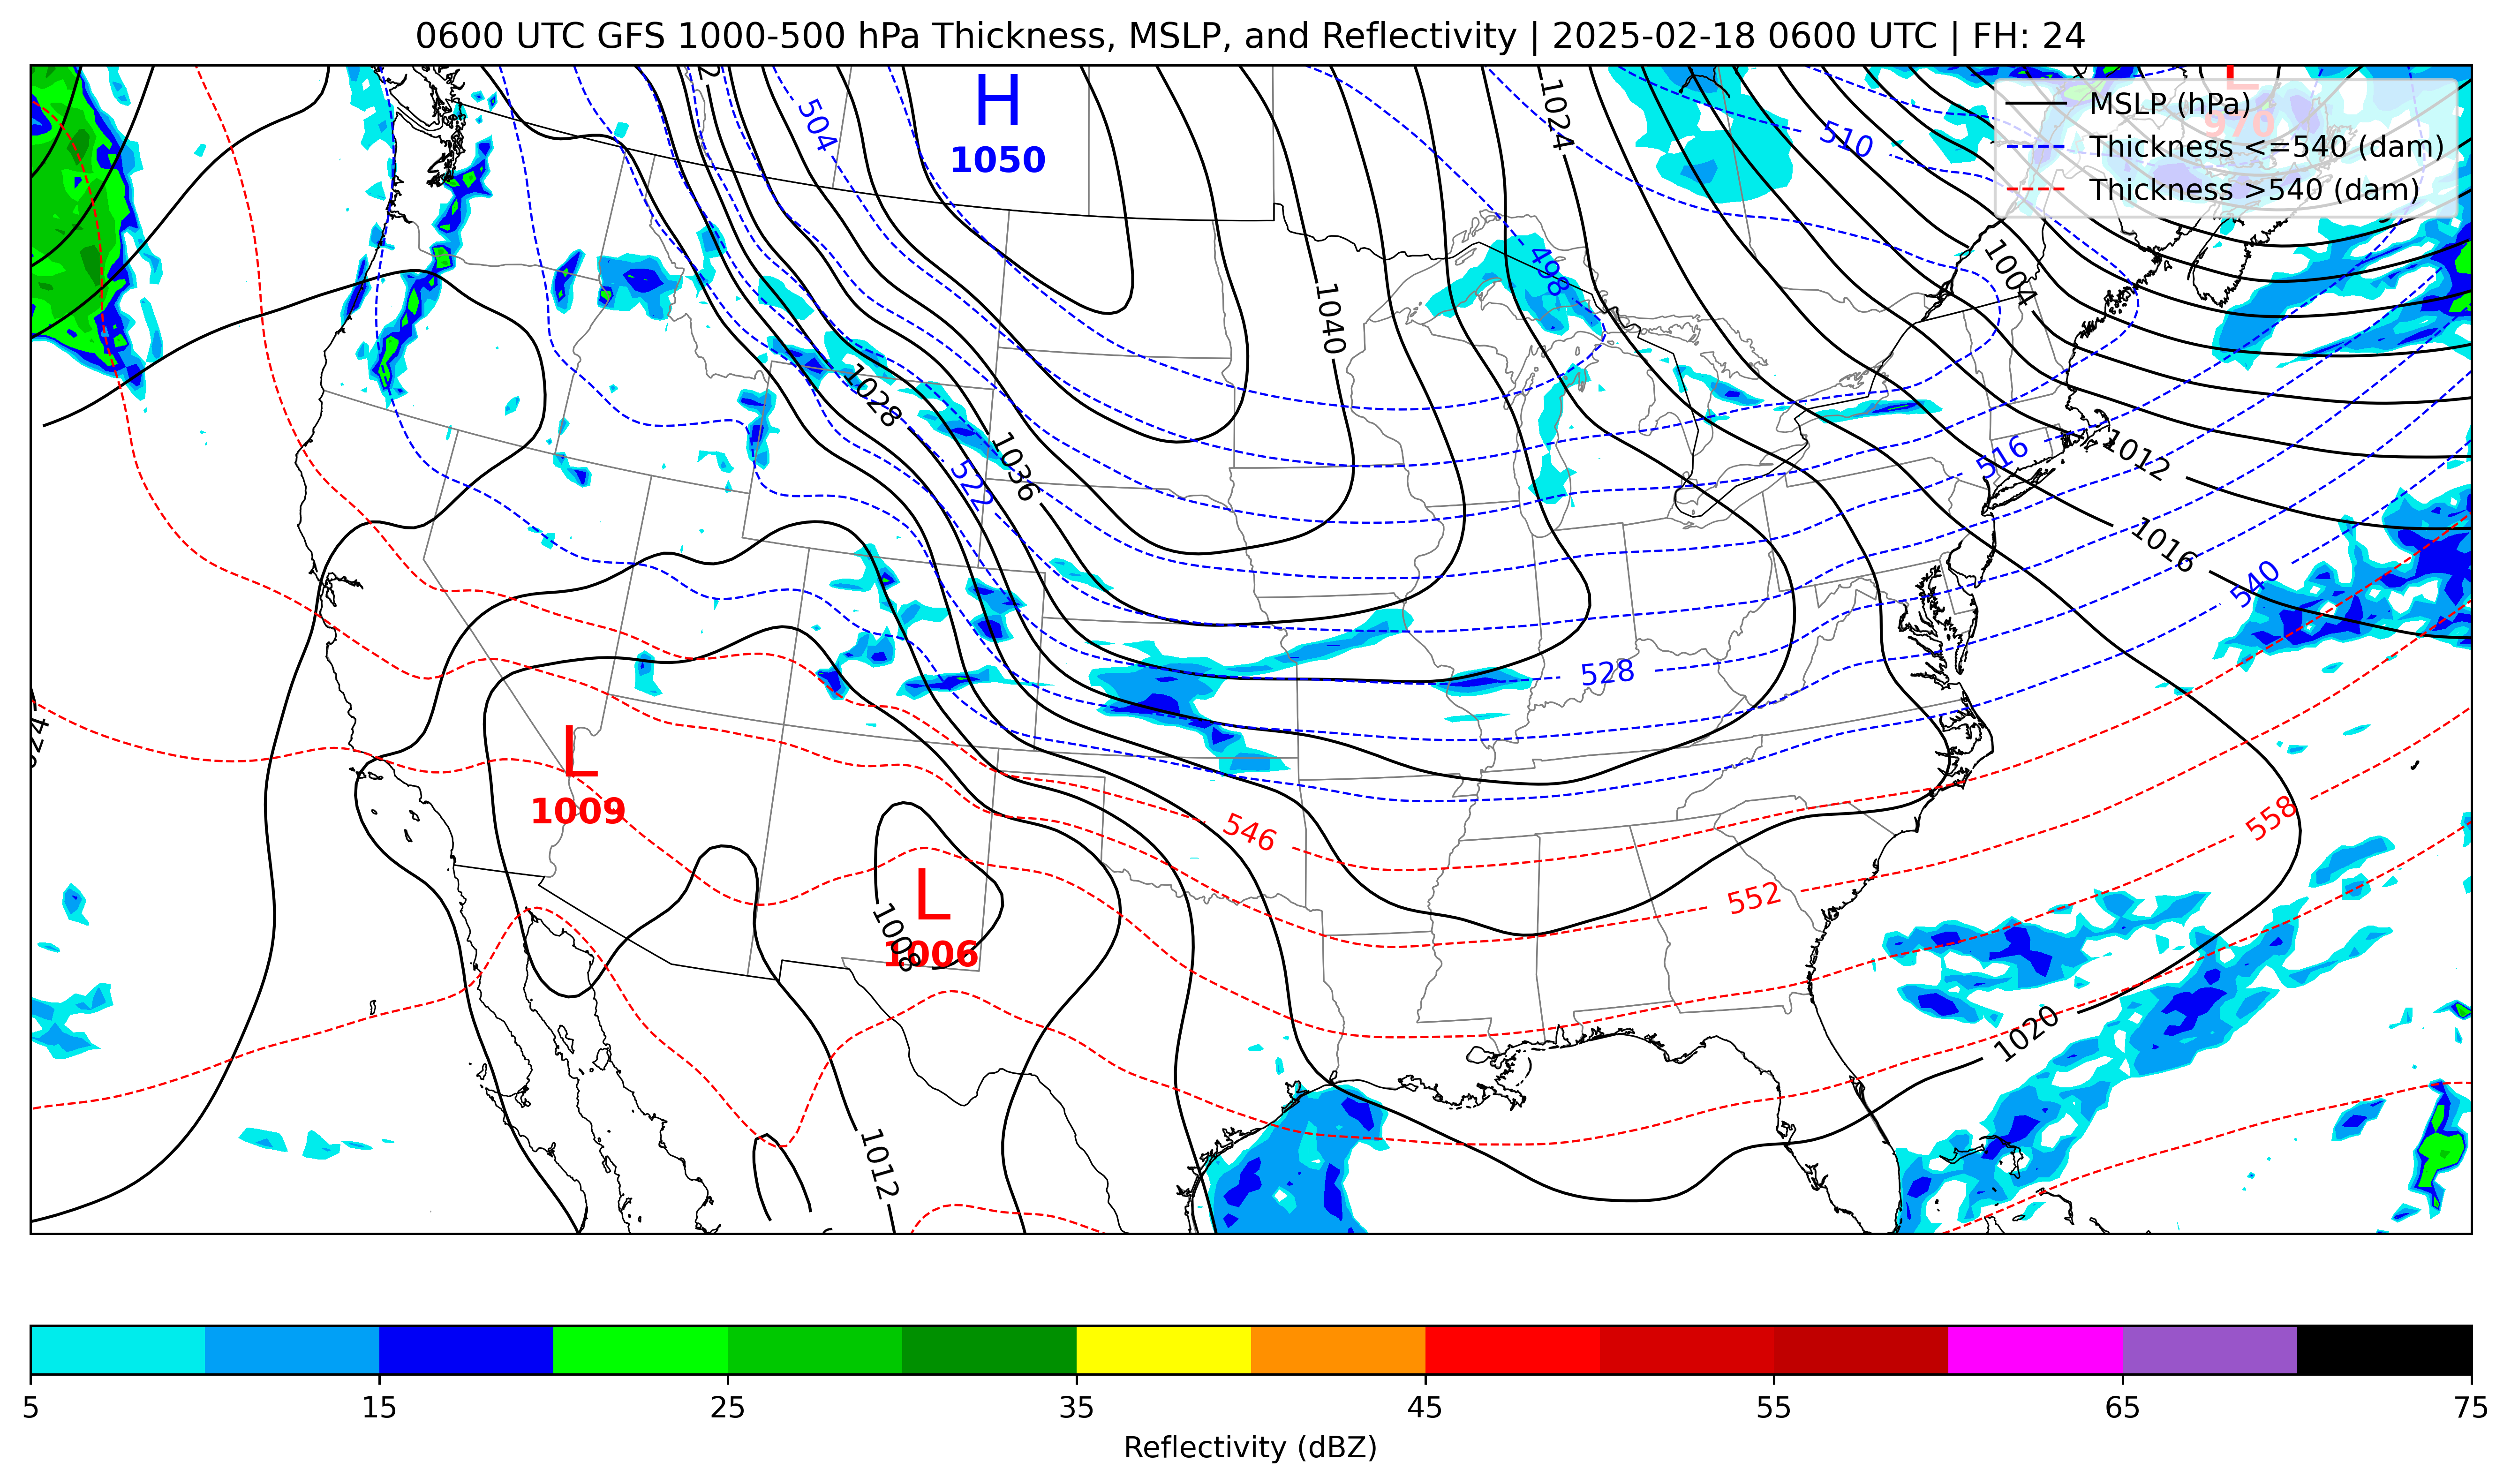 0600 UTC GFS 1000-500 hPa Thickness, MSLP, and Reflectivity | 2025-02-18 0600 UTC | FH: 24
H
1050
504
1024
510
L
970
MSLP (hPa)
Thickness <=540 (dam)
Thickness >540 (dam)
498
1004
1040
1028
1036
522
516
1012
1016
540
528
L
1009
546
552
558
L
1006
1008
1020
1012
5 15 25 35 45 55 65 75
Reflectivity (dBZ)